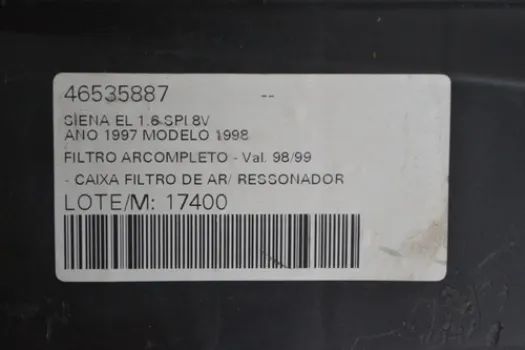 46535887 --
SIENA EL 1.6 SPI 8V
ANO 1997 MODELO 1998
FILTRO ARCOMPLETO - Val. 98/99
- CAIXA FILTRO DE AR/ RESSONADOR
LOTE/M: 17400